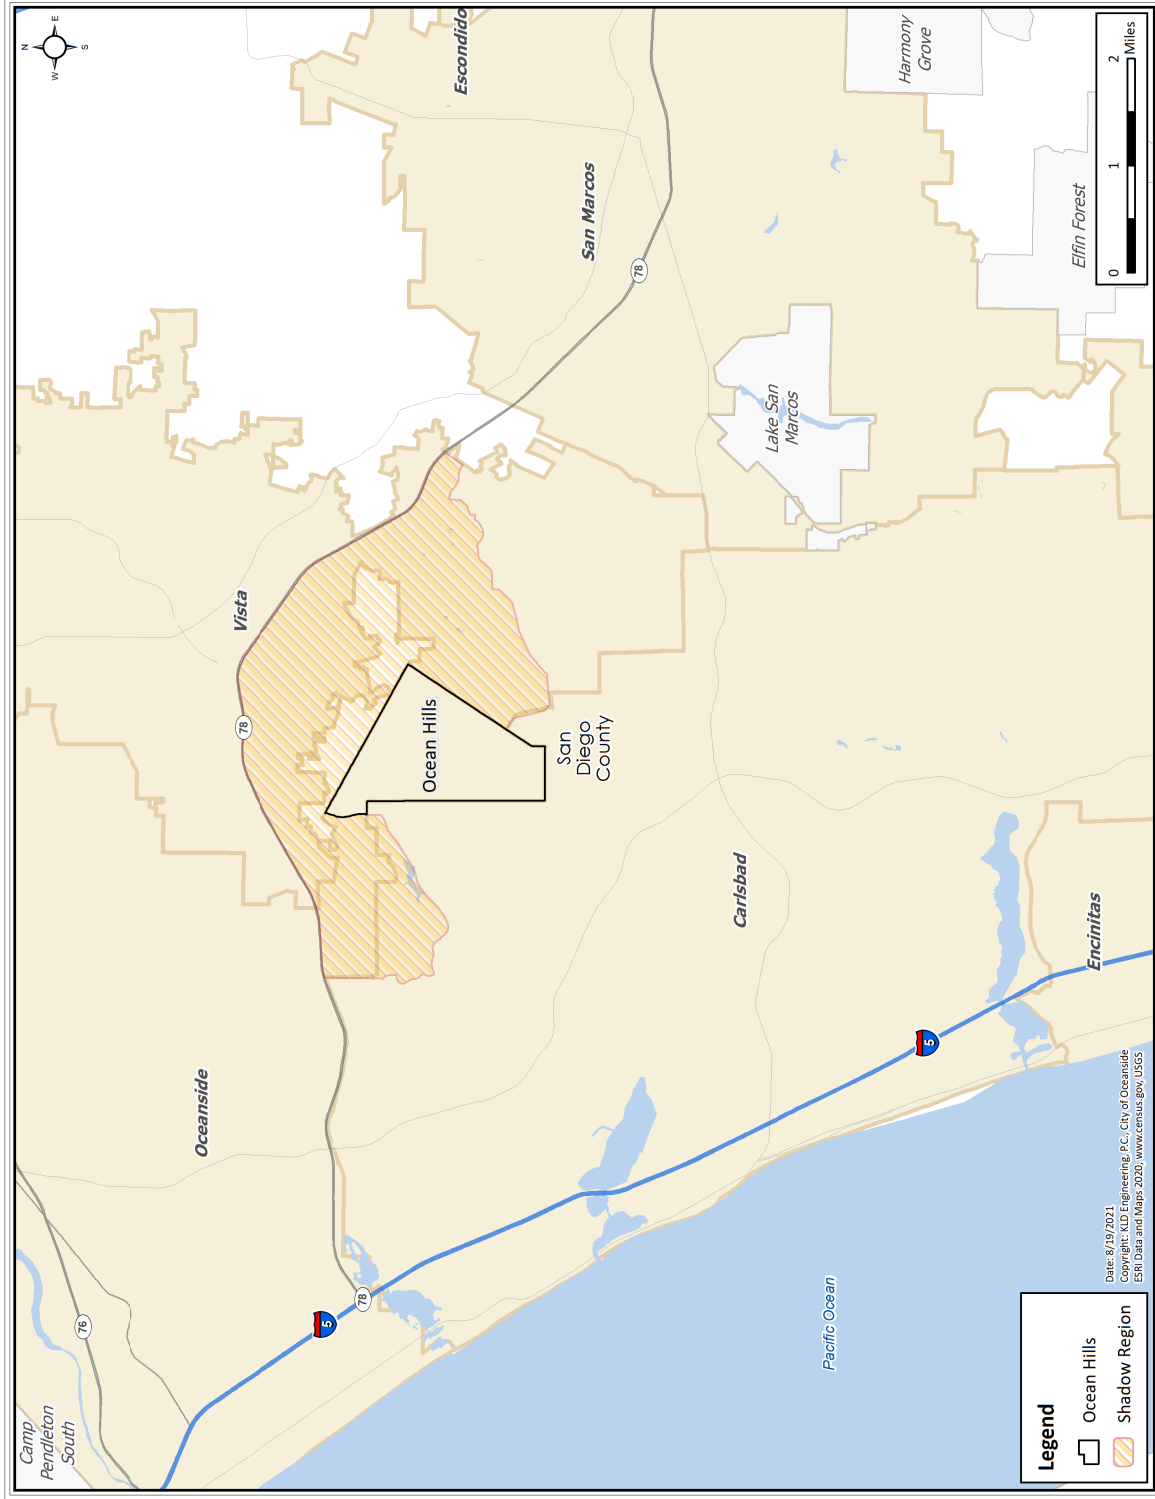 N
E
W
S
Camp
Pendleton
South
76
5
78
Oceanside
78
Vista
Escondido
San Marcos
78
Harmony
Grove
Elfin Forest
Lake San
Marcos
Ocean Hills
San
Diego
County
Carlsbad
Encinitas
5
Pacific Ocean
0 1 2
Miles
Legend
Ocean Hills
Shadow Region
Date: 8/19/2021
Copyright: KLD Engineering, P.C., City of Oceanside
ESRI Data and Maps 2020, www.census.gov, USGS